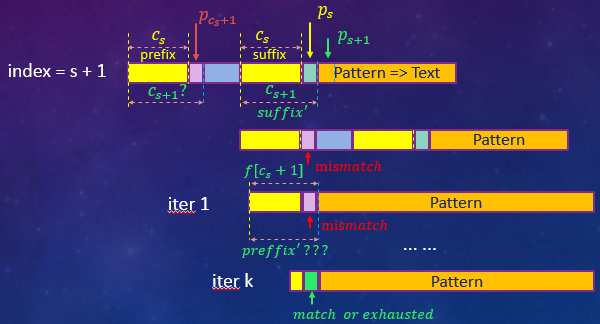 p_{c_s+1}
p_s
c_s
c_s
p_{s+1}
prefix
suffix
index = s + 1
Pattern => Text
c_{s+1}?
c_{s+1}
suffix'
Pattern
mismatch
f[c_s + 1]
iter 1
Pattern
mismatch
preffix' ???
... ...
iter k
Pattern
match or exhausted